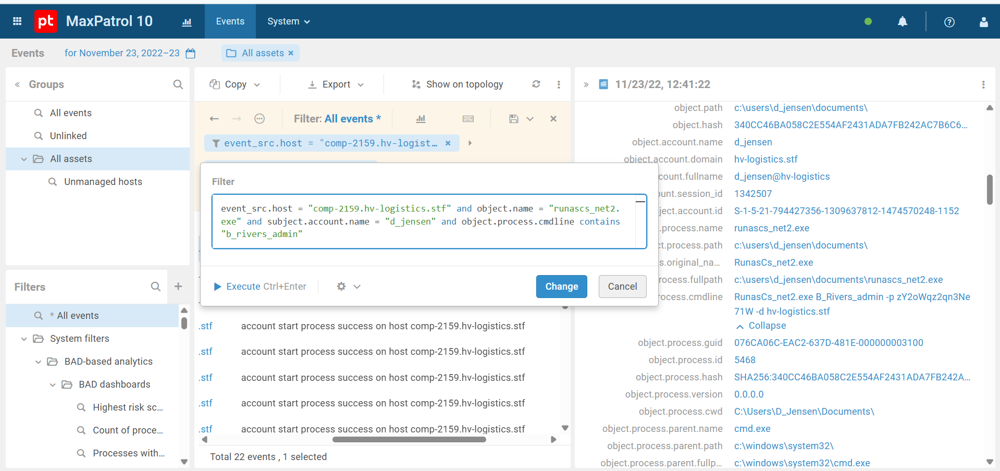 pt MaxPatrol 10 Events System
Events for November 23, 2022–23 All assets ×
« Groups
All events
Unlinked
All assets
Unmanaged hosts
Filters +
* All events
System filters
BAD-based analytics
BAD dashboards
Highest risk sc...
Count of proce...
Processes with...
Copy Export Show on topology
Filter: All events *
event_src.host = "comp-2159.hv-logist... ×
Filter
event_src.host = "comp-2159.hv-logistics.stf" and object.name = "runascs_net2.
exe" and subject.account.name = "d_jensen" and object.process.cmdline contains
"b_rivers_admin"
Execute Ctrl+Enter Change Cancel
.stf account start process success on host comp-2159.hv-logistics.stf
.stf account start process success on host comp-2159.hv-logistics.stf
.stf account start process success on host comp-2159.hv-logistics.stf
.stf account start process success on host comp-2159.hv-logistics.stf
.stf account start process success on host comp-2159.hv-logistics.stf
Total 22 events , 1 selected
» 11/23/22, 12:41:22
object.path c:\users\d_jensen\documents\
object.hash 340CC46BA058C2E554AF2431ADA7FB242AC7B6C6...
object.account.name d_jensen
object.account.domain hv-logistics.stf
count.fullname d_jensen@hv-logistics
unt.session_id 1342507
ject.account.id S-1-5-21-794427356-1309637812-1474570248-1152
.process.name runascs_net2.exe
ct.process.path c:\users\d_jensen\documents\
s.original_na... RunasCs_net2.exe
rocess.fullpath c:\users\d_jensen\documents\runascs_net2.exe
ocess.cmdline RunasCs_net2.exe B_Rivers_admin -p zY2oWqz2qn3Ne
71W -d hv-logistics.stf
Collapse
object.process.guid 076CA06C-EAC2-637D-481E-000000003100
object.process.id 5468
object.process.hash SHA256:340CC46BA058C2E554AF2431ADA7FB242A...
object.process.version 0.0.0.0
object.process.cwd C:\Users\D_Jensen\Documents\
object.process.parent.name cmd.exe
object.process.parent.path c:\windows\system32\
object.process.parent.fullp... c:\windows\system32\cmd.exe